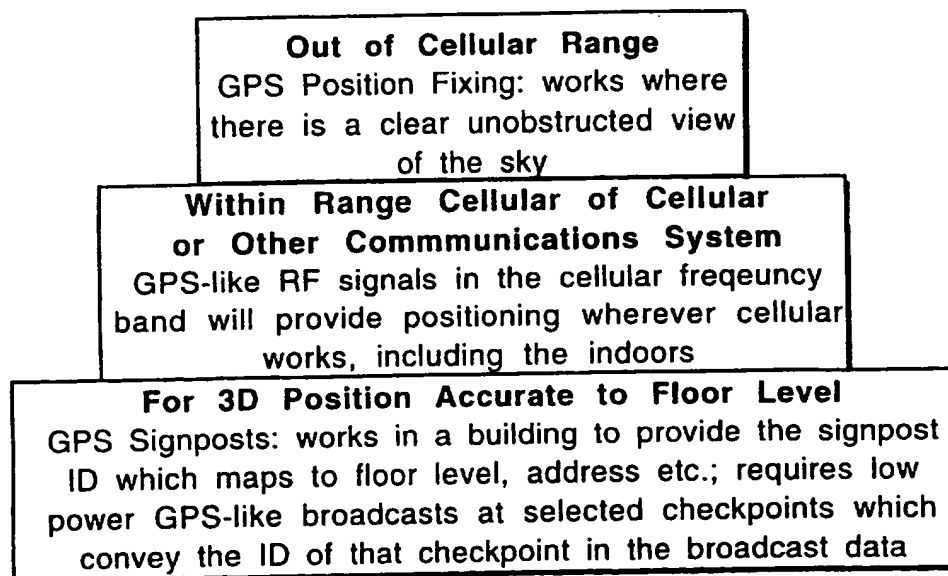 Out of Cellular Range
GPS Position Fixing: works where
there is a clear unobstructed view
of the sky
Within Range Cellular of Cellular
or Other Commmunications System
GPS-like RF signals in the cellular freqeuncy
band will provide positioning wherever cellular
works, including the indoors
For 3D Position Accurate to Floor Level
GPS Signposts: works in a building to provide the signpost
ID which maps to floor level, address etc.; requires low
power GPS-like broadcasts at selected checkpoints which
convey the ID of that checkpoint in the broadcast data